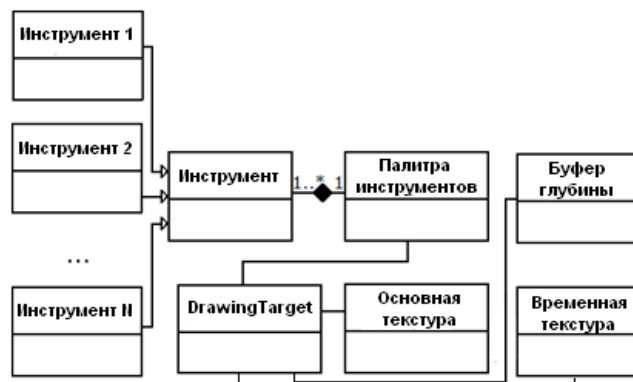 Инструмент 1
Инструмент 2
Инструмент
1..*
1
Палитра
инструментов
Буфер
глубины
...
Инструмент N
DrawingTarget
Основная
текстура
Временная
текстура